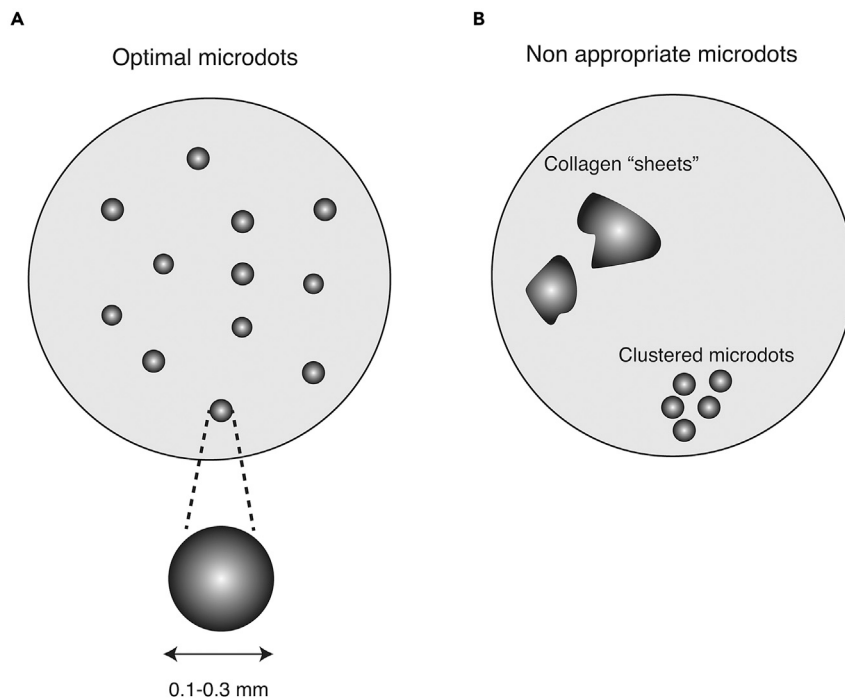 A
Optimal microdots
0.1-0.3 mm
B
Non appropriate microdots
Collagen “sheets”
Clustered microdots